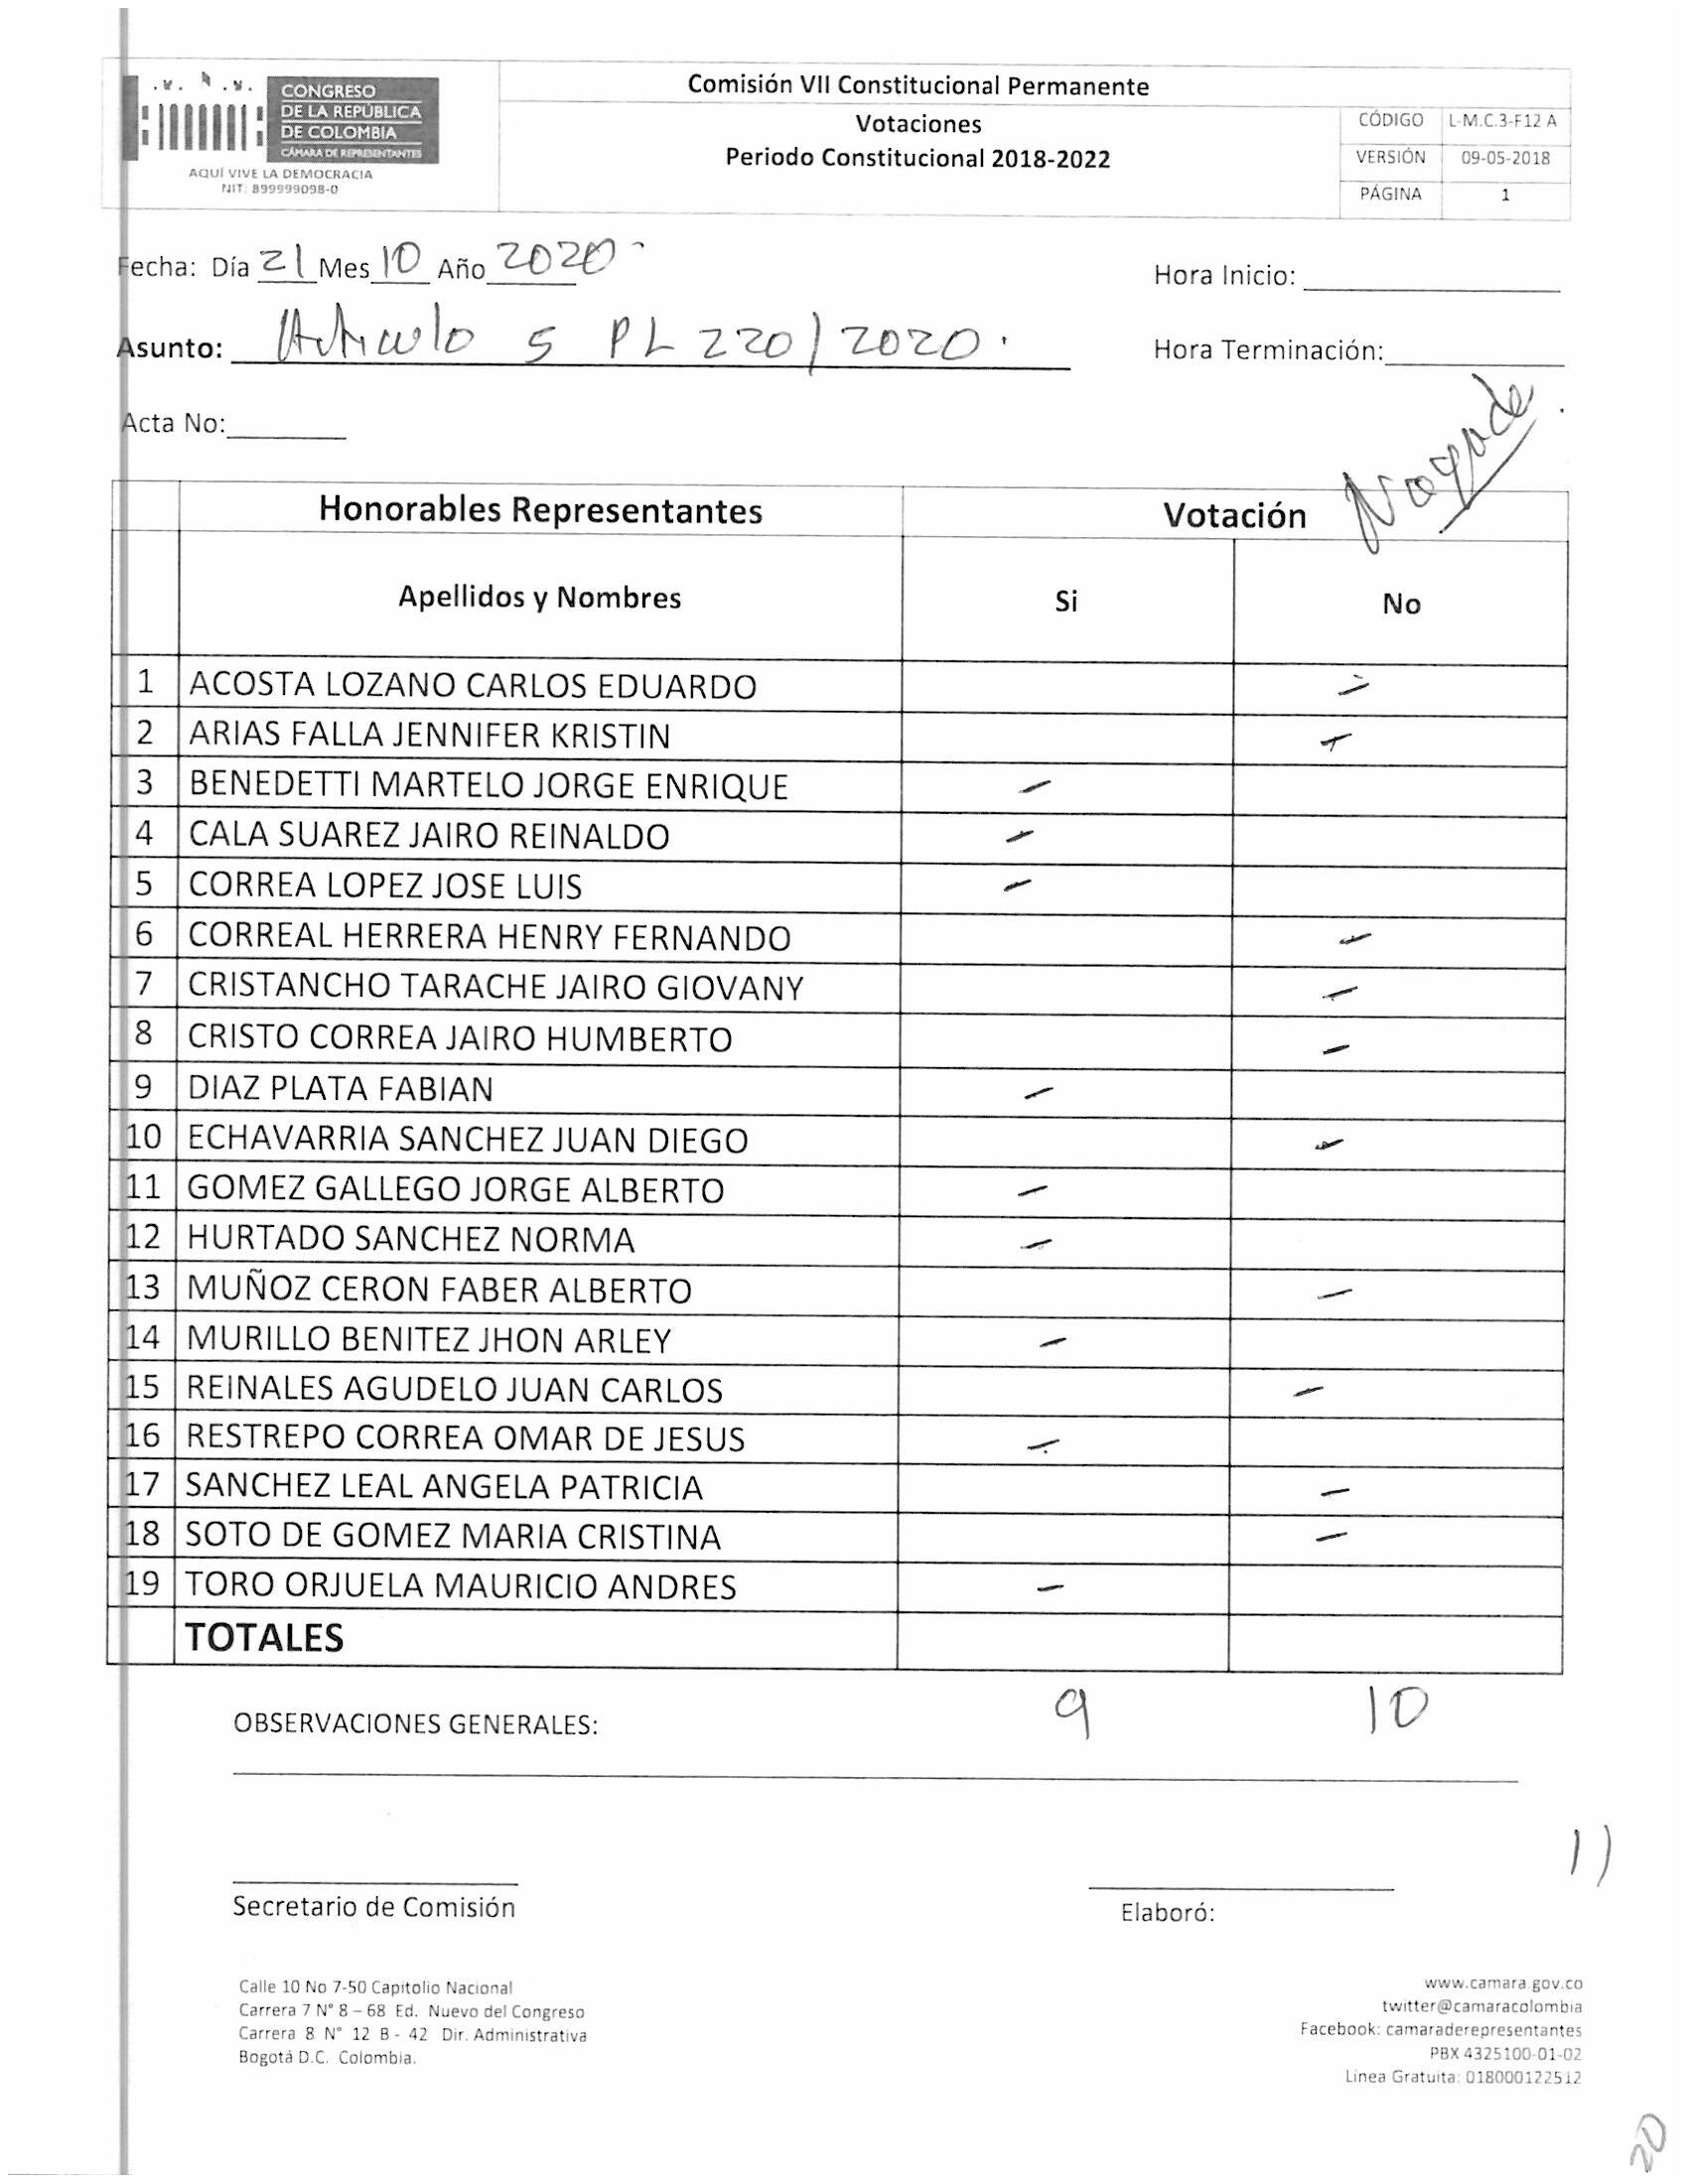 CONGRESO
DE LA REPÚBLICA
DE COLOMBIA
CÁMARA DE REPRESENTANTES
AQUÍ VIVE LA DEMOCRACIA
NIT: 899999098-0
Comisión VII Constitucional Permanente
Votaciones
Periodo Constitucional 2018-2022
CÓDIGO L-M.C.3-F12 A
VERSIÓN 09-05-2018
PÁGINA 1
Fecha: Día 21 Mes 10 Año 2020
Hora Inicio:
Asunto: Articulo 5 PL 220/2020.
Hora Terminación:
Acta No:
Negado
Honorables Representantes Votación
Apellidos y Nombres Si No
1 ACOSTA LOZANO CARLOS EDUARDO
2 ARIAS FALLA JENNIFER KRISTIN
3 BENEDETTI MARTELO JORGE ENRIQUE
4 CALA SUAREZ JAIRO REINALDO
5 CORREA LOPEZ JOSE LUIS
6 CORREAL HERRERA HENRY FERNANDO
7 CRISTANCHO TARACHE JAIRO GIOVANY
8 CRISTO CORREA JAIRO HUMBERTO
9 DIAZ PLATA FABIAN
10 ECHAVARRIA SANCHEZ JUAN DIEGO
11 GOMEZ GALLEGO JORGE ALBERTO
12 HURTADO SANCHEZ NORMA
13 MUÑOZ CERON FABER ALBERTO
14 MURILLO BENITEZ JHON ARLEY
15 REINALES AGUDELO JUAN CARLOS
16 RESTREPO CORREA OMAR DE JESUS
17 SANCHEZ LEAL ANGELA PATRICIA
18 SOTO DE GOMEZ MARIA CRISTINA
19 TORO ORJUELA MAURICIO ANDRES
TOTALES
9 10
OBSERVACIONES GENERALES:
11
Secretario de Comisión
Elaboró:
Calle 10 No 7-50 Capitolio Nacional
Carrera 7 N° 8 – 68 Ed. Nuevo del Congreso
Carrera 8 N° 12 B - 42 Dir. Administrativa
Bogotá D.C. Colombia.
www.camara.gov.co
twitter@camaracolombia
Facebook: camaraderepresentantes
PBX 4325100-01-02
Linea Gratuita: 018000122512
20